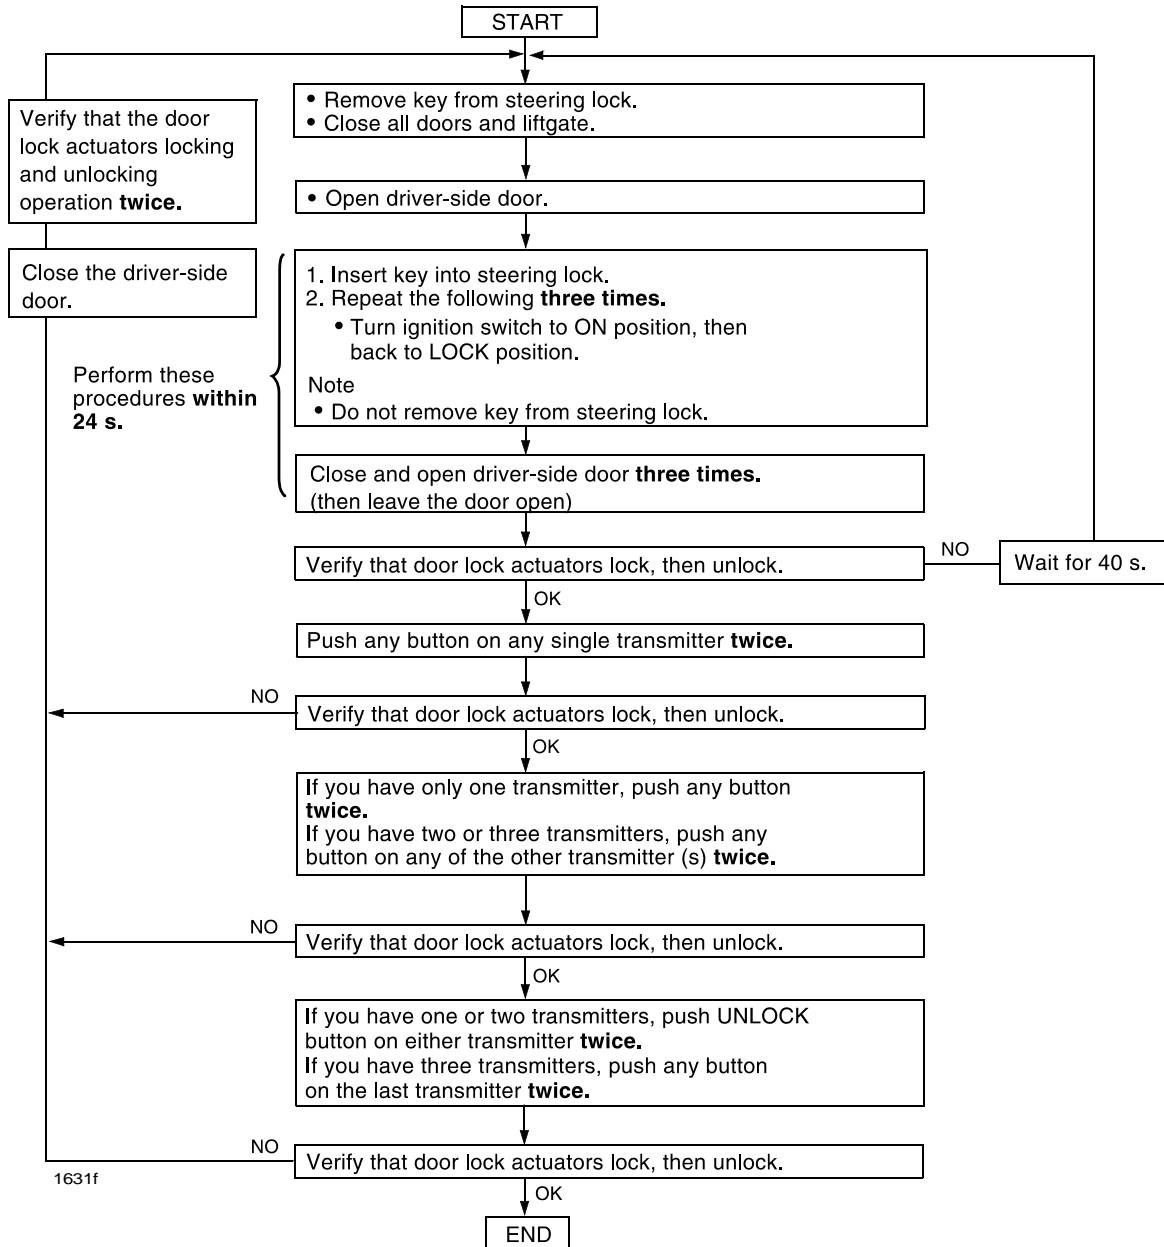 START
Verify that the door
lock actuators locking
and unlocking
operation twice.
Close the driver-side
door.
• Remove key from steering lock.
• Close all doors and liftgate.
• Open driver-side door.
Perform these
procedures within
24 s.
1. Insert key into steering lock.
2. Repeat the following three times.
• Turn ignition switch to ON position, then
back to LOCK position.
Note
• Do not remove key from steering lock.
Close and open driver-side door three times.
(then leave the door open)
Verify that door lock actuators lock, then unlock.
NO
Wait for 40 s.
OK
Push any button on any single transmitter twice.
NO
Verify that door lock actuators lock, then unlock.
OK
If you have only one transmitter, push any button
twice.
If you have two or three transmitters, push any
button on any of the other transmitter (s) twice.
NO
Verify that door lock actuators lock, then unlock.
OK
If you have one or two transmitters, push UNLOCK
button on either transmitter twice.
If you have three transmitters, push any button
on the last transmitter twice.
NO
Verify that door lock actuators lock, then unlock.
1631f
OK
END